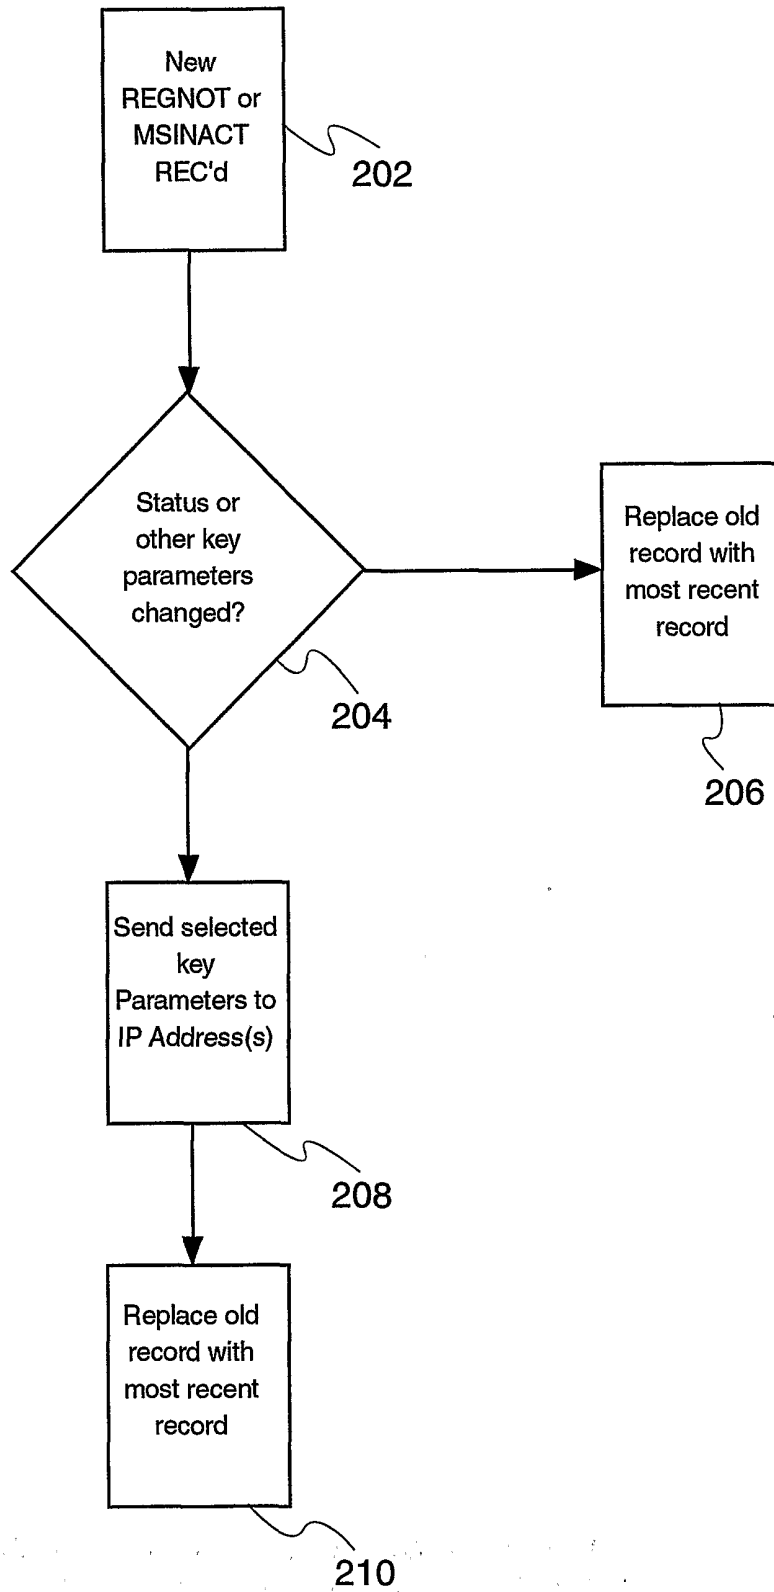 New
REGNOT or
MSINACT
REC'd
202
Status or
other key
parameters
changed?
204
Replace old
record with
most recent
record
206
Send selected
key
Parameters to
IP Address(s)
208
Replace old
record with
most recent
record
210